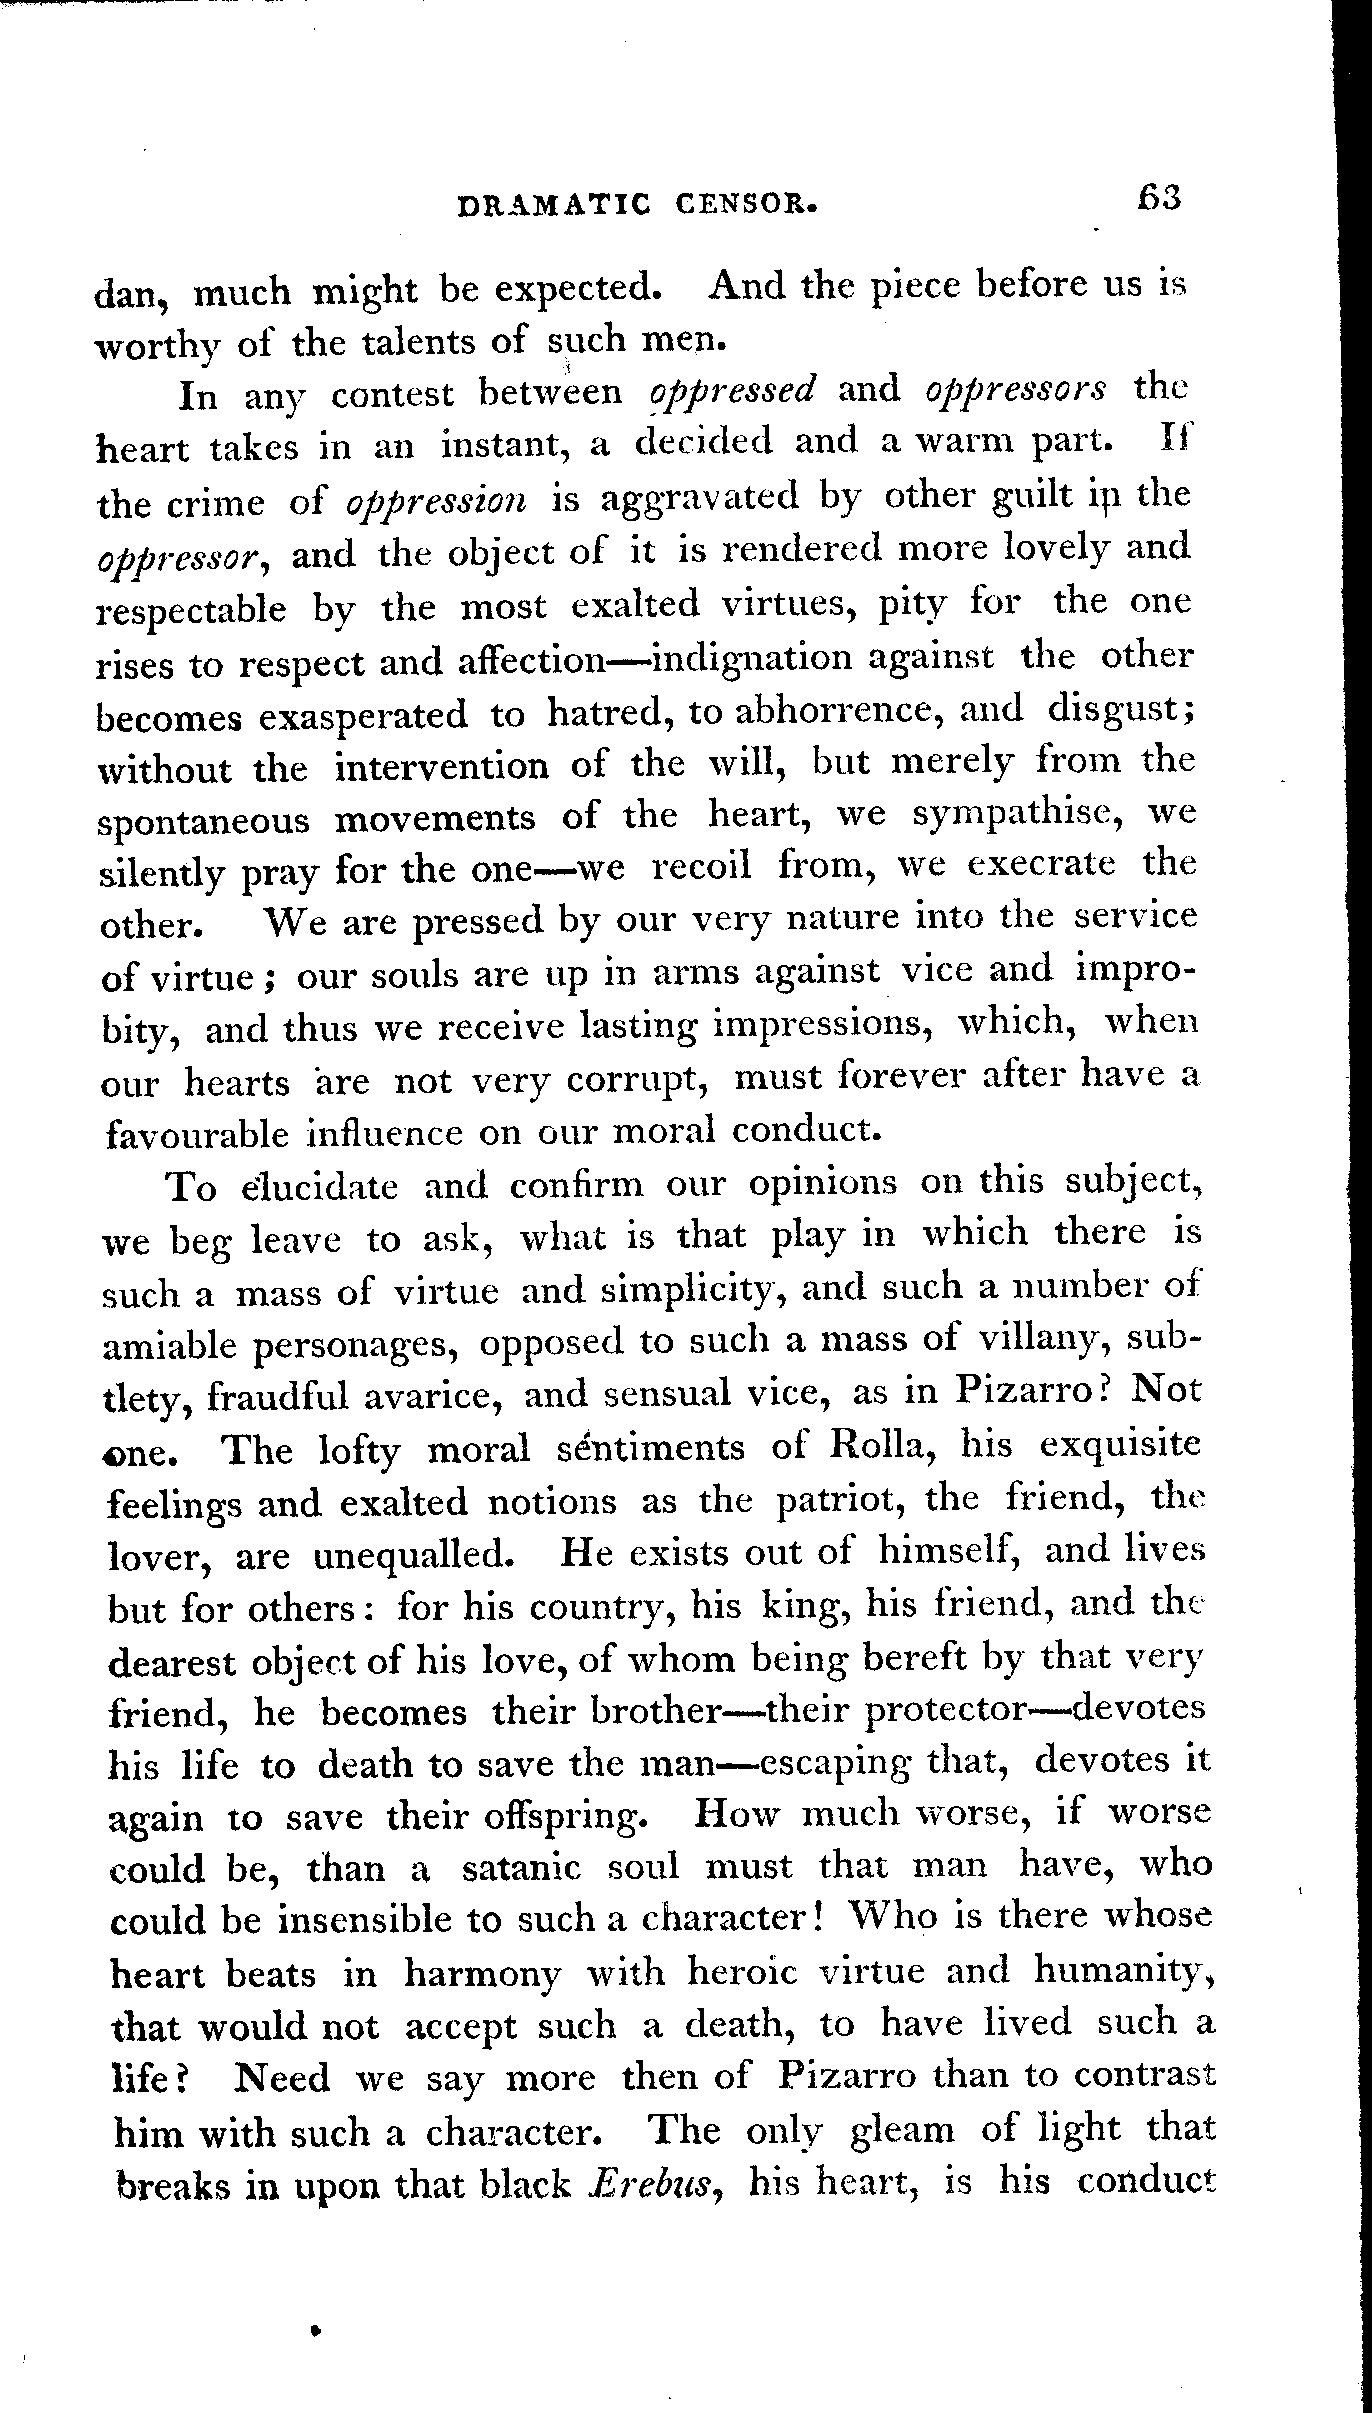 DRAMATIC CENSOR. 63
dan, much might be expected. And the piece before us is
worthy of the talents of such men.
In any contest between oppressed and oppressors the
heart takes in an instant, a decided and a warm part. If
the crime of oppression is aggravated by other guilt in the
oppressor, and the object of it is rendered more lovely and
respectable by the most exalted virtues, pity for the one
rises to respect and affection—indignation against the other
becomes exasperated to hatred, to abhorrence, and disgust;
without the intervention of the will, but merely from the
spontaneous movements of the heart, we sympathise, we
silently pray for the one—we recoil from, we execrate the
other. We are pressed by our very nature into the service
of virtue; our souls are up in arms against vice and impro-
bity, and thus we receive lasting impressions, which, when
our hearts are not very corrupt, must forever after have a
favourable influence on our moral conduct.
To elucidate and confirm our opinions on this subject,
we beg leave to ask, what is that play in which there is
such a mass of virtue and simplicity, and such a number of
amiable personages, opposed to such a mass of villany, sub-
tlety, fraudful avarice, and sensual vice, as in Pizarro? Not
one. The lofty moral sentiments of Rolla, his exquisite
feelings and exalted notions as the patriot, the friend, the
lover, are unequalled. He exists out of himself, and lives
but for others: for his country, his king, his friend, and the
dearest object of his love, of whom being bereft by that very
friend, he becomes their brother—their protector—devotes
his life to death to save the man—escaping that, devotes it
again to save their offspring. How much worse, if worse
could be, than a satanic soul must that man have, who
could be insensible to such a character! Who is there whose
heart beats in harmony with heroic virtue and humanity,
that would not accept such a death, to have lived such a
life? Need we say more then of Pizarro than to contrast
him with such a character. The only gleam of light that
breaks in upon that black Erebus, his heart, is his conduct